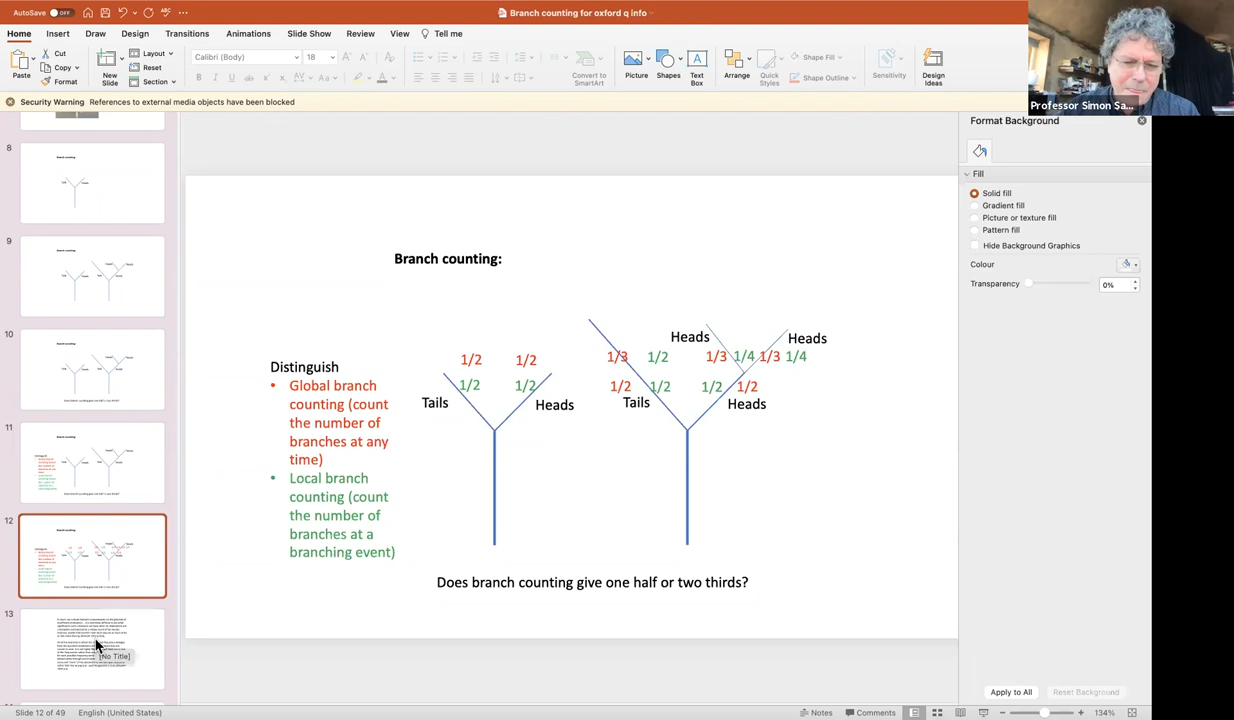 AutoSave OFF
Branch counting for oxford q info
Home Insert Draw Design Transitions Animations Slide Show Review View Tell me
Paste
Cut
Copy
Format
New Slide
Layout
Reset
Section
Calibri (Body) 18
Convert to SmartArt
Picture
Shapes
Text Box
Arrange
Quick Styles
Shape Fill
Shape Outline
Sensitivity
Design Ideas
Security Warning References to external media objects have been blocked
Professor Simon Sa...
Format Background
Fill
Solid fill
Gradient fill
Picture or texture fill
Pattern fill
Hide Background Graphics
Colour
Transparency 0%
Apply to All Reset Background
8
9
10
11
12
13
[No Title]
Branch counting:
Distinguish
• Global branch
counting (count
the number of
branches at any
time)
• Local branch
counting (count
the number of
branches at a
branching event)
1/2 1/2
1/2 1/2
Tails Heads
Heads Heads
1/3 1/2 1/3 1/4 1/3 1/4
1/2 1/2 1/2 1/2
Tails Heads
Does branch counting give one half or two thirds?
Slide 12 of 49 English (United States) Notes Comments 134%